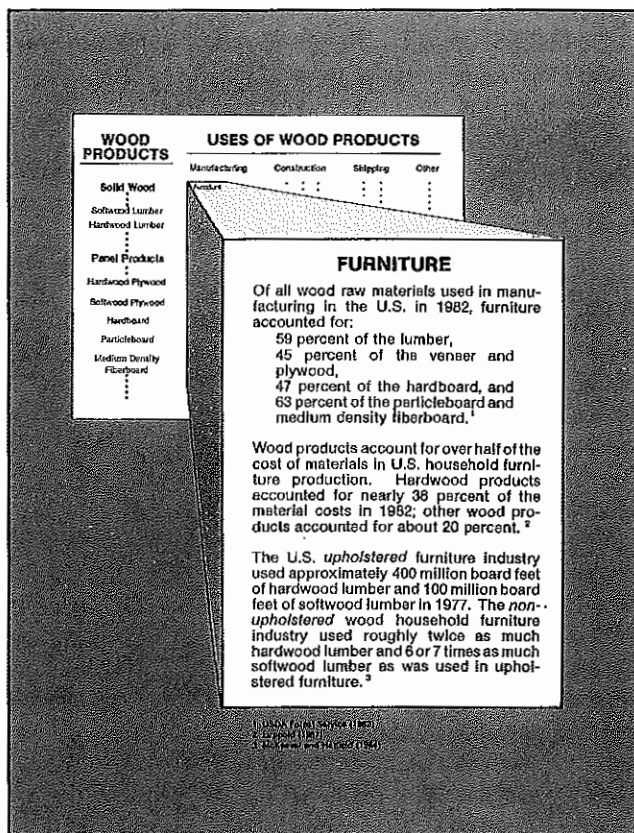 WOOD
PRODUCTS
USES OF WOOD PRODUCTS
Manufacturing Construction Shipping Other
Solid Wood
Furniture
Softwood Lumber
Hardwood Lumber
Panel Products
Hardwood Plywood
Softwood Plywood
Hardboard
Particleboard
Medium Density
Fiberboard
FURNITURE
Of all wood raw materials used in manu-
facturing in the U.S. in 1982, furniture
accounted for:
59 percent of the lumber,
45 percent of the veneer and
plywood,
47 percent of the hardboard, and
63 percent of the particleboard and
medium density fiberboard.¹
Wood products account for over half of the
cost of materials in U.S. household furni-
ture production. Hardwood products
accounted for nearly 38 percent of the
material costs in 1982; other wood pro-
ducts accounted for about 20 percent. ²
The U.S. upholstered furniture industry
used approximately 400 million board feet
of hardwood lumber and 100 million board
feet of softwood lumber in 1977. The non-
upholstered wood household furniture
industry used roughly twice as much
hardwood lumber and 6 or 7 times as much
softwood lumber as was used in uphol-
stered furniture.³
1. USDA Forest Service
2.
3.